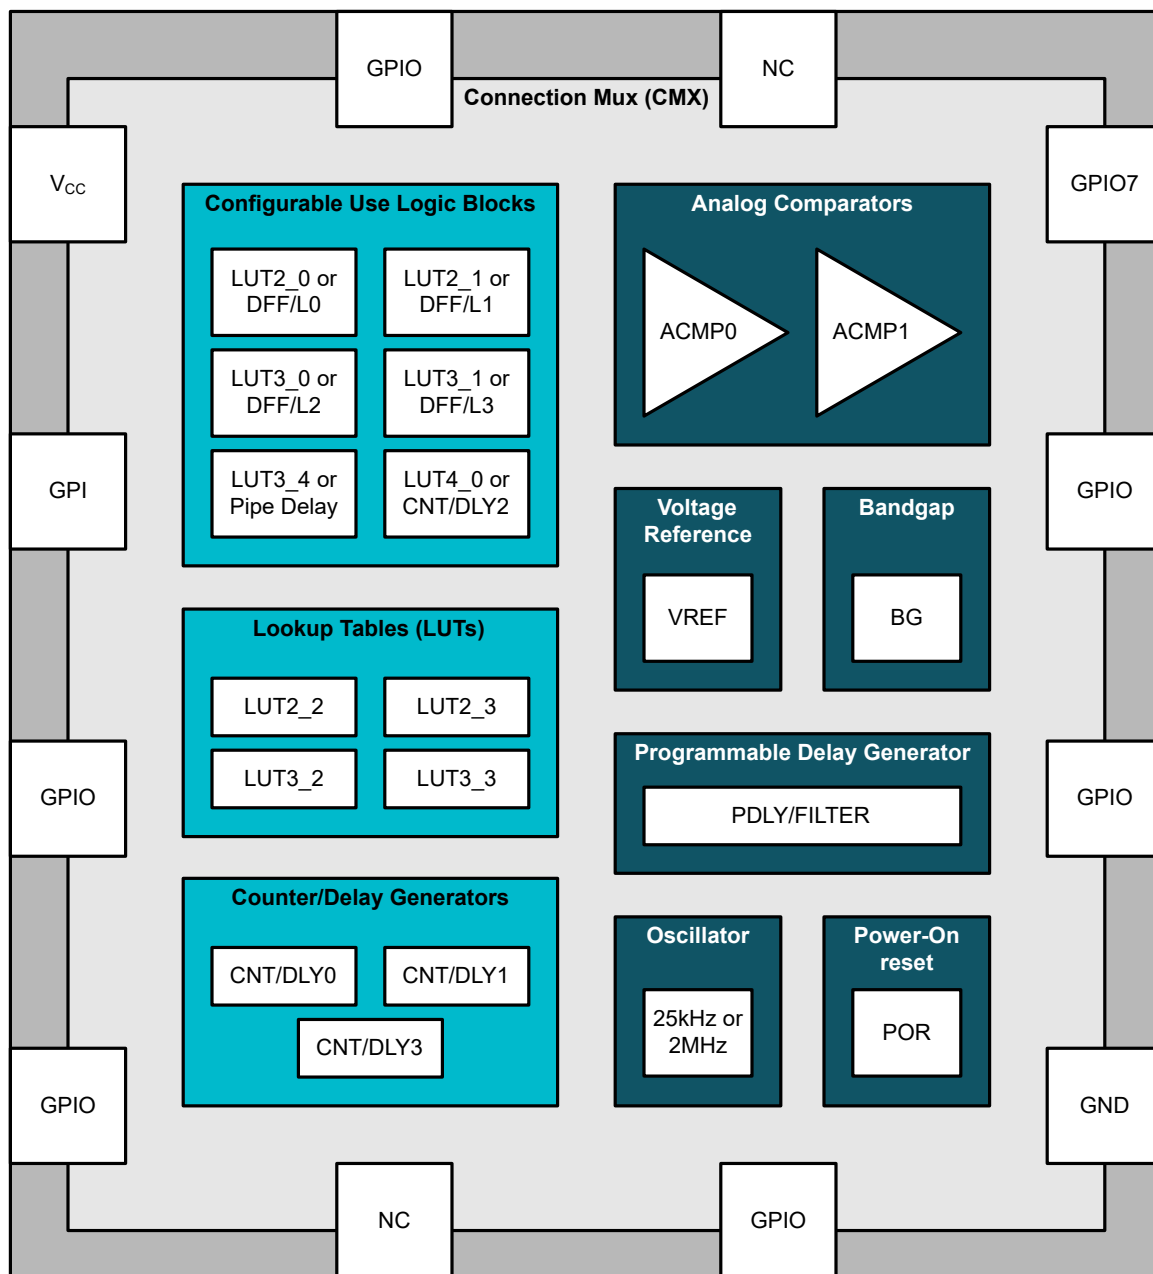 GPIO
NC
Connection Mux (CMX)
VCC
GPIO7
Configurable Use Logic Blocks
LUT2_0 or
DFF/L0
LUT2_1 or
DFF/L1
LUT3_0 or
DFF/L2
LUT3_1 or
DFF/L3
LUT3_4 or
Pipe Delay
LUT4_0 or
CNT/DLY2
Analog Comparators
ACMP0
ACMP1
GPI
GPIO
Voltage
Reference
VREF
Bandgap
BG
Lookup Tables (LUTs)
LUT2_2
LUT2_3
LUT3_2
LUT3_3
Programmable Delay Generator
PDLY/FILTER
GPIO
GPIO
Counter/Delay Generators
CNT/DLY0
CNT/DLY1
CNT/DLY3
Oscillator
25kHz or
2MHz
Power-On
reset
POR
GPIO
GND
NC
GPIO